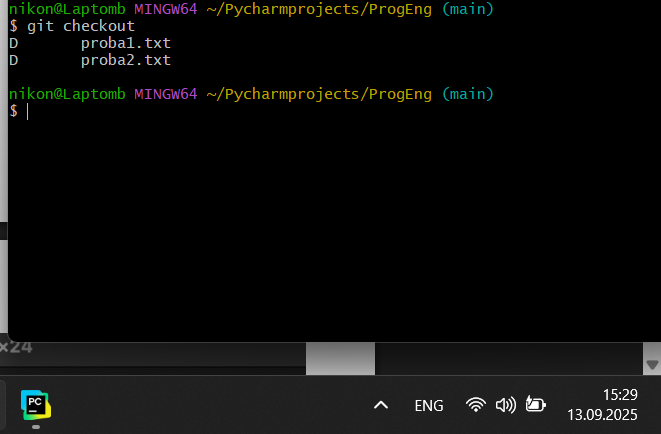 nikon@Laptomb MINGW64 ~/Pycharmprojects/ProgEng (main)
$ git checkout
D       proba1.txt
D       proba2.txt
nikon@Laptomb MINGW64 ~/Pycharmprojects/ProgEng (main)
$
×24
PC
ENG
15:29
13.09.2025